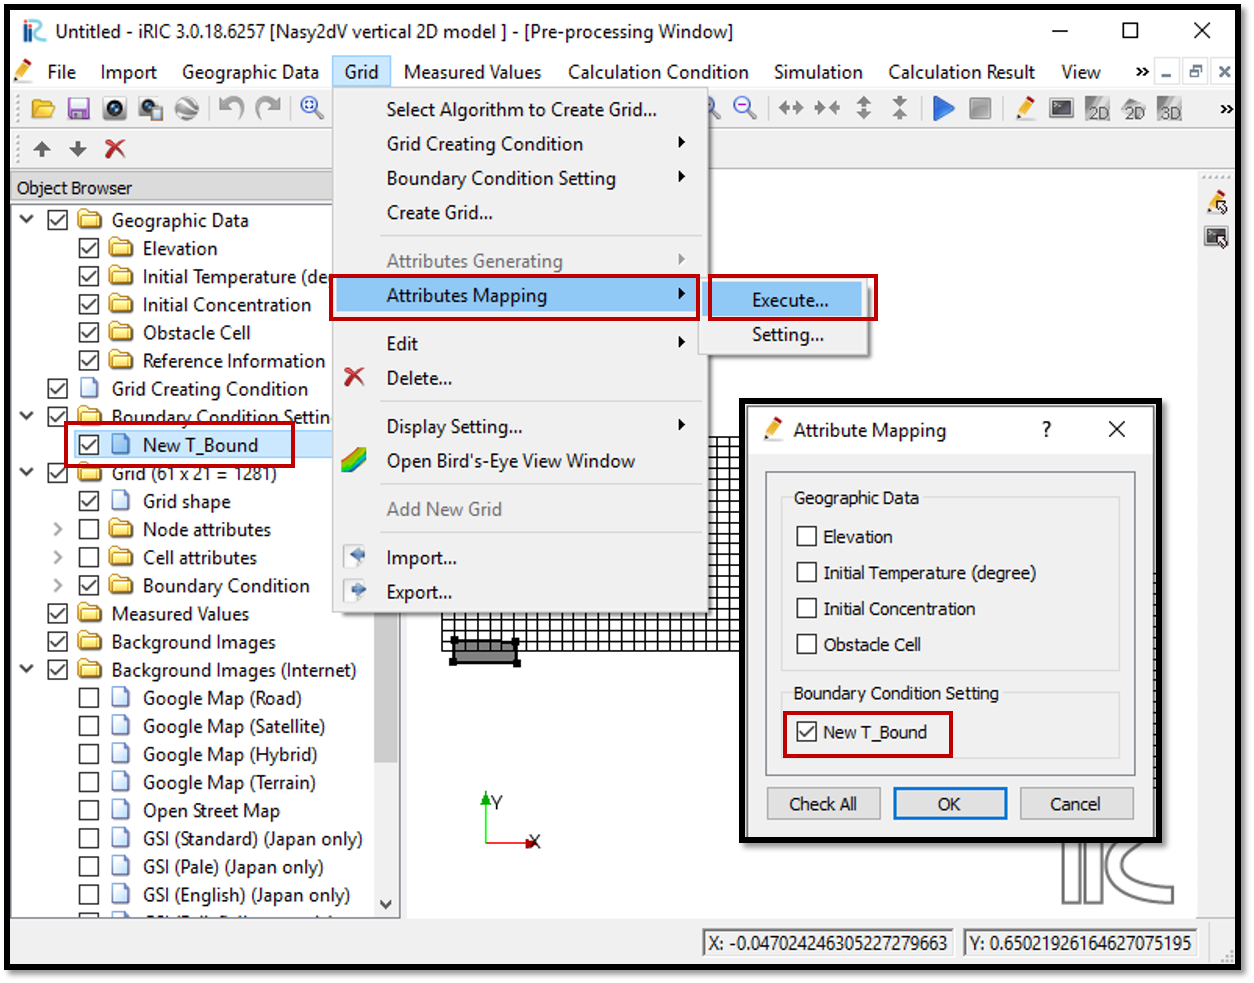 Untitled - iRIC 3.0.18.6257 [Nasy2dV vertical 2D model ] - [Pre-processing Window]
File Import Geographic Data Grid Measured Values Calculation Condition Simulation Calculation Result View »
2D 2D 3D »
Object Browser
Geographic Data
Elevation
Initial Temperature (de
Initial Concentration
Obstacle Cell
Reference Information
Grid Creating Condition
Boundary Condition Settin
New T_Bound
Grid (61 x 21 = 1281)
Grid shape
Node attributes
Cell attributes
Boundary Condition
Measured Values
Background Images
Background Images (Internet)
Google Map (Road)
Google Map (Satellite)
Google Map (Hybrid)
Google Map (Terrain)
Open Street Map
GSI (Standard) (Japan only)
GSI (Pale) (Japan only)
GSI (English) (Japan only)
Select Algorithm to Create Grid...
Grid Creating Condition
Boundary Condition Setting
Create Grid...
Attributes Generating
Attributes Mapping
Edit
Delete...
Display Setting...
Open Bird's-Eye View Window
Add New Grid
Import...
Export...
Execute...
Setting...
Attribute Mapping ?
Geographic Data
Elevation
Initial Temperature (degree)
Initial Concentration
Obstacle Cell
Boundary Condition Setting
New T_Bound
Check All OK Cancel
Y
X
iRIC
X: -0.047024246305227279663 Y: 0.65021926164627075195